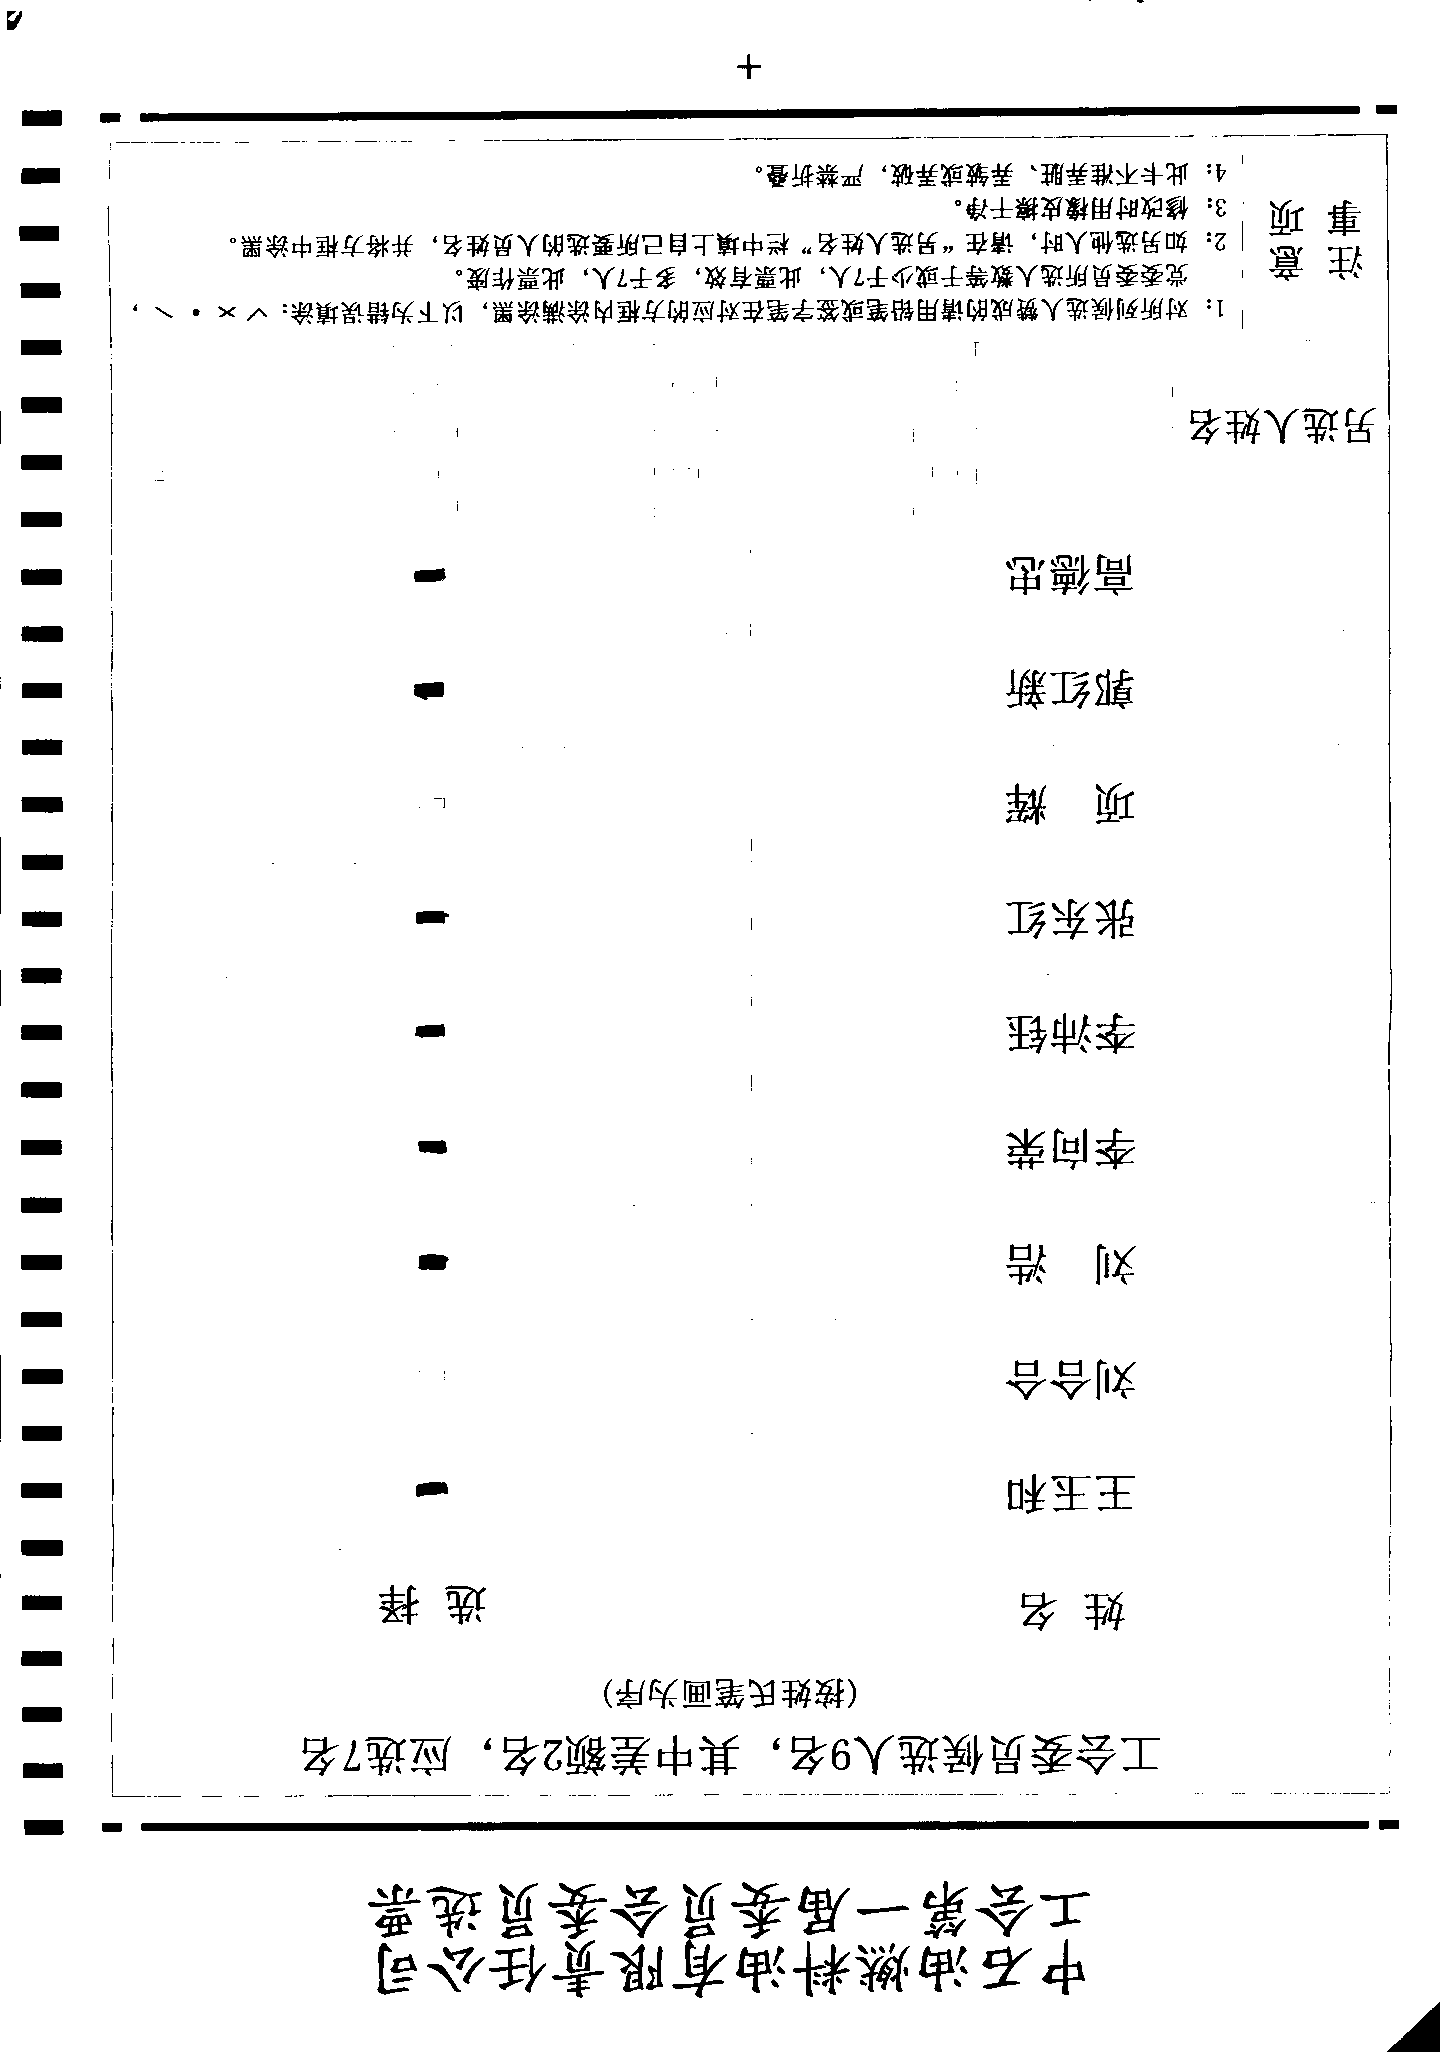 中石油燃料油有限责任公司
工会第一届委员会委员选票
工会委员候选人9名，其中差额2名，应选7名
(按姓氏笔画为序)
姓 名 选 择
王玉和
刘合合
刘 浩
李向荣
李沛钰
张东红
项 辉
郭红新
高德忠
另选人姓名
注 意
事 项
1: 对所列候选人赞成的请用铅笔或签字笔在对应的方框内涂满涂黑，以下为错误填涂: ∨ × • \ ,
党委委员所选人数等于或少于7人，此票有效，多于7人，此票作废。
2: 如另选他人时，请在“另选人姓名”栏中填上自己所要选的人员姓名，并将方框中涂黑。
3: 修改时用橡皮擦干净。
4: 此卡不准弄脏、弄皱或弄破，严禁折叠。